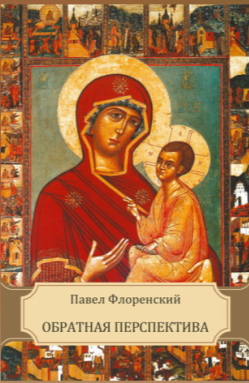 Павел Флоренский
ОБРАТНАЯ ПЕРСПЕКТИВА